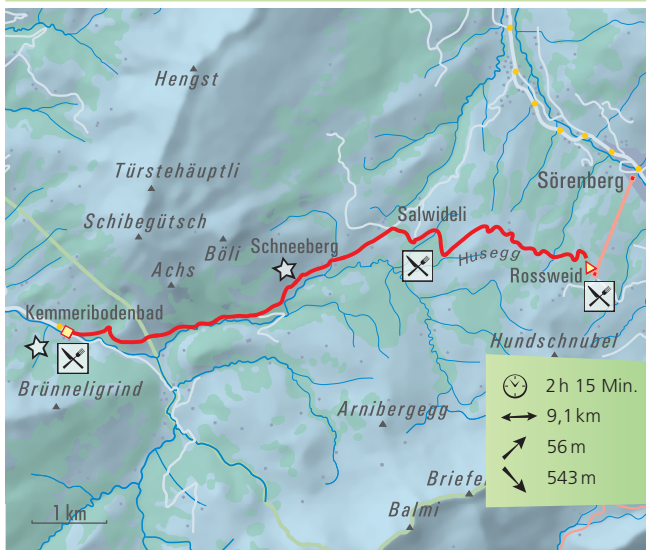 Hengst
Türstehäuptli
Sörenberg
Schibegütsch
Salwideli
Böli
Schneeberg
Husegg
Achs
Rossweid
Kemmeribodenbad
Hundschnubel
Brünneligrind
2 h 15 Min.
Arnibergegg
9,1 km
56 m
543 m
Briefe
Balmi
1 km